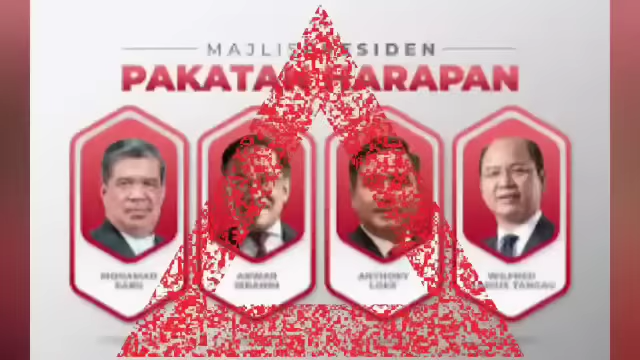 MAJLIS PRESIDEN
PAKATAN HARAPAN
MOHAMAD
SABU
ANWAR
IBRAHIM
ANTHONY
LOKE
WILFRED
MADIUS TANGAU